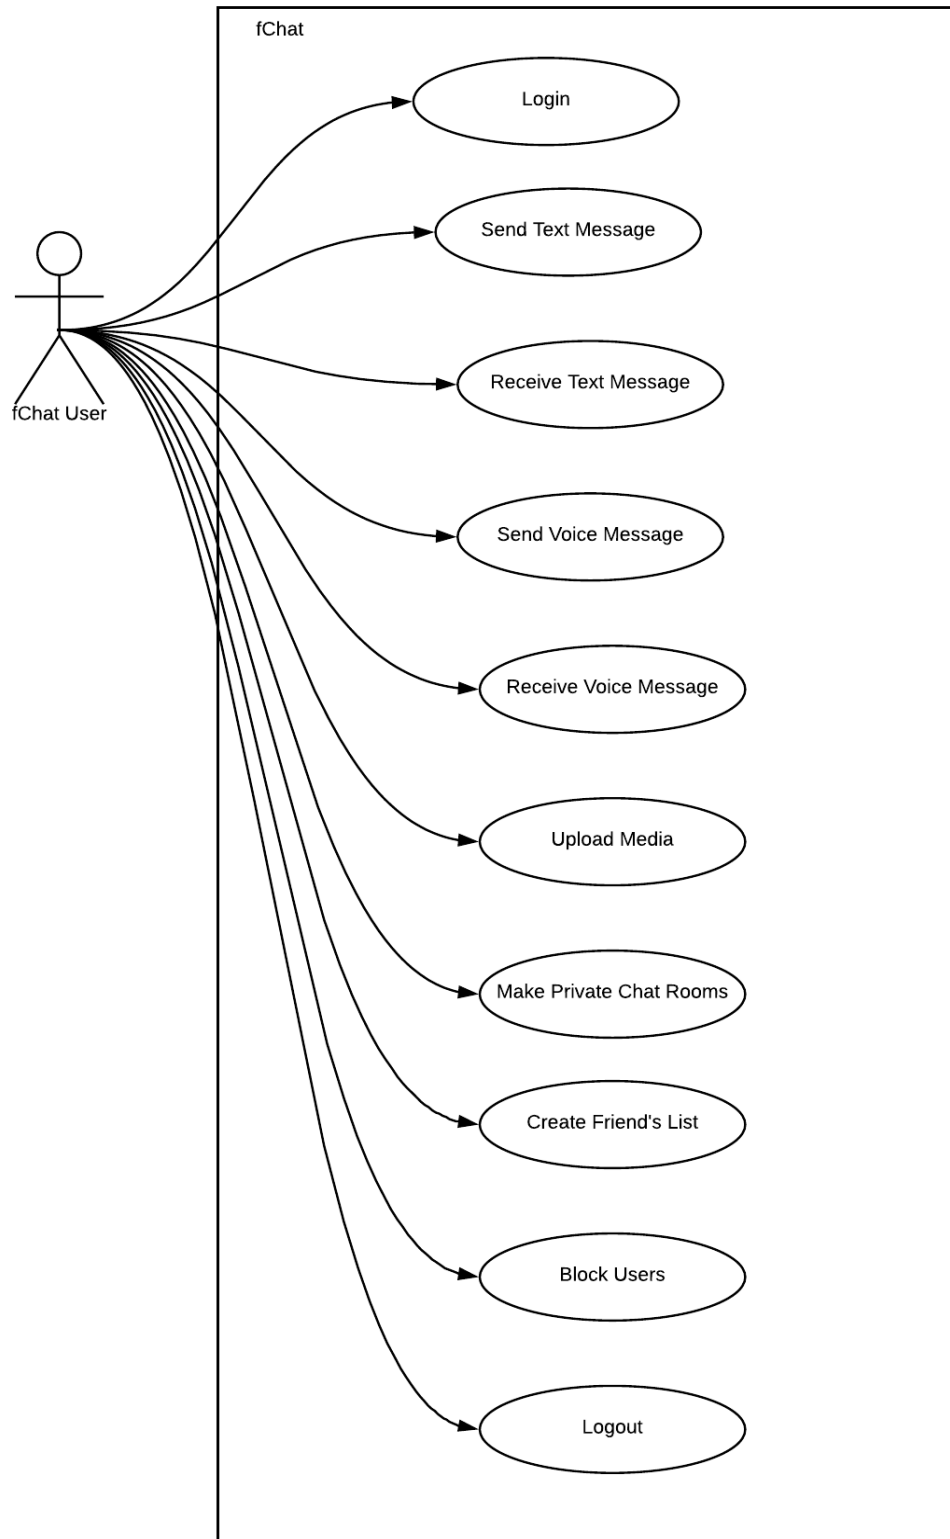 fChat
Login
Send Text Message
fChat User
Receive Text Message
Send Voice Message
Receive Voice Message
Upload Media
Make Private Chat Rooms
Create Friend's List
Block Users
Logout